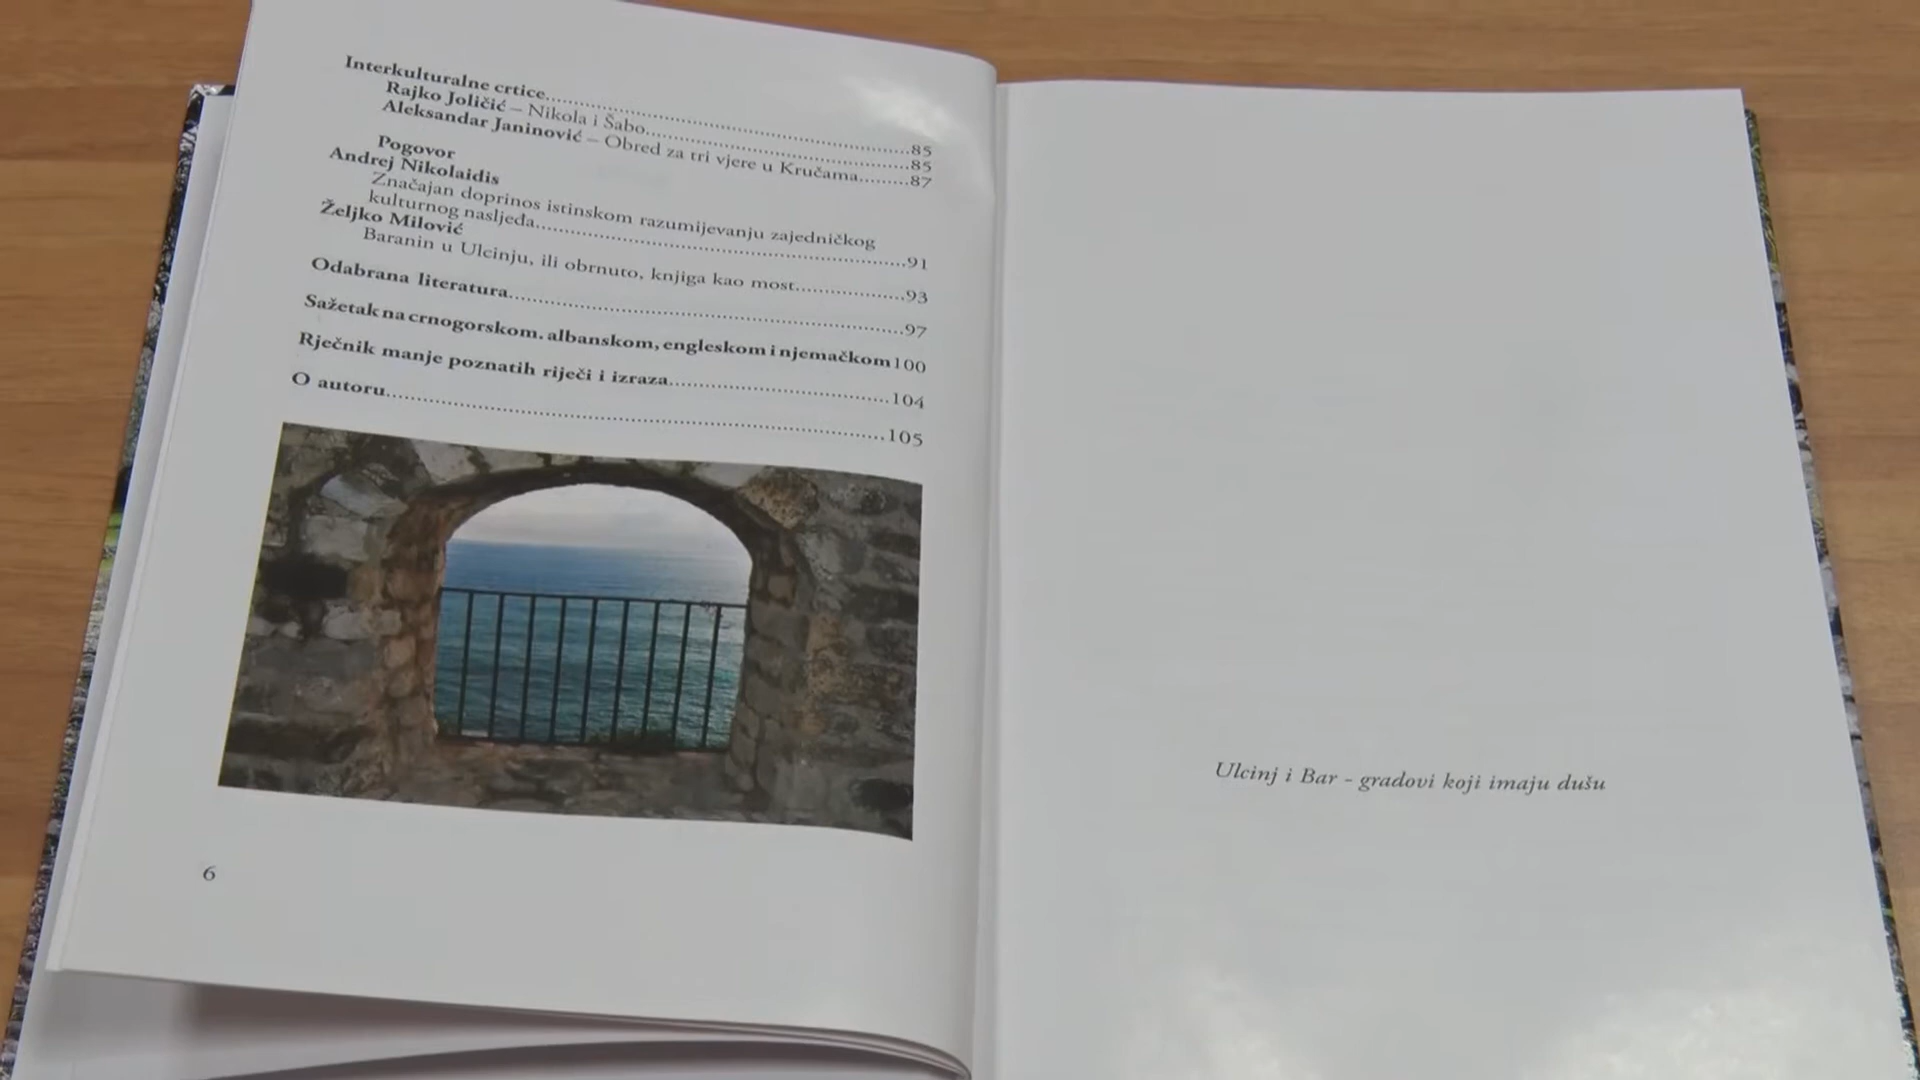 Interkulturalne crtice..........85
Rajko Joličić – Nikola i Šabo..........85
Aleksandar Janinović – Obred za tri vjere u Kručama.........87
Pogovor
Andrej Nikolaidis
Značajan doprinos istinskom razumijevanju zajedničkog
kulturnog nasljeđa..........91
Željko Milović
Baranin u Ulcinju, ili obrnuto, knjiga kao most..........93
Odabrana literatura..........97
Sažetak na crnogorskom. albanskom, engleskom i njemačkom100
Rječnik manje poznatih riječi i izraza..........104
O autoru..........105
6
Ulcinj i Bar - gradovi koji imaju dušu